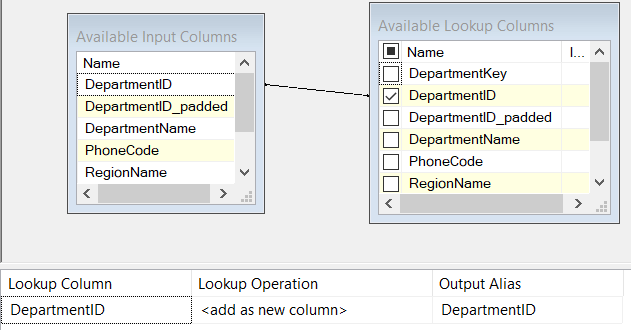 Available Input Columns
Name
DepartmentID
DepartmentID_padded
DepartmentName
PhoneCode
RegionName
Available Lookup Columns
Name I...
DepartmentKey
DepartmentID
DepartmentID_padded
DepartmentName
PhoneCode
RegionName
Lookup Column Lookup Operation Output Alias
DepartmentID <add as new column> DepartmentID